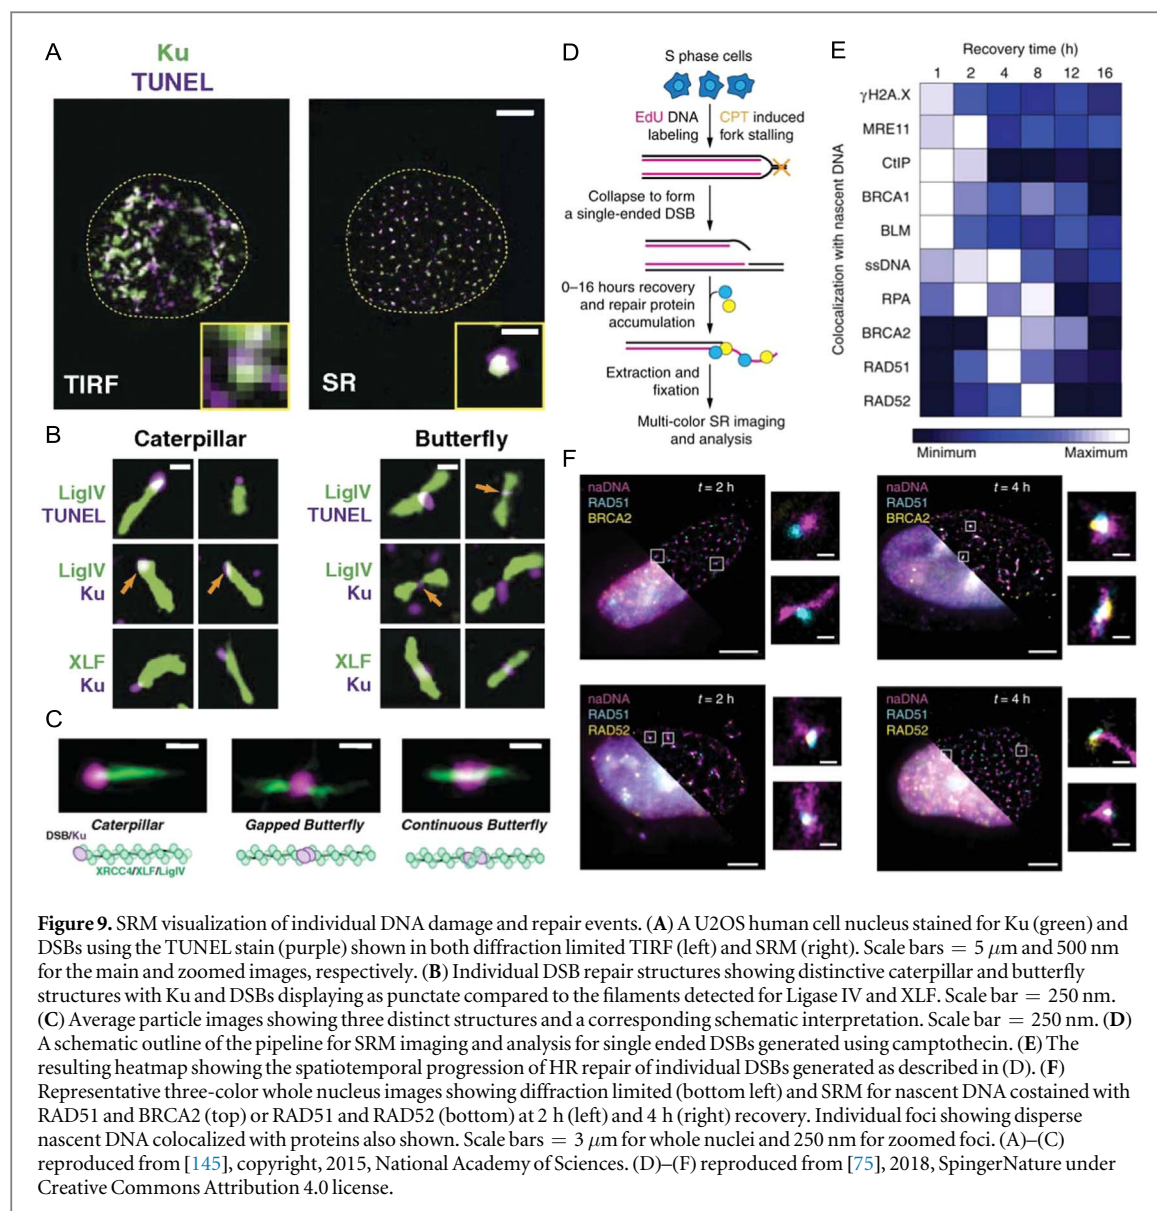 A
Ku
TUNEL
TIRF
SR
B
Caterpillar
Butterfly
LigIV
TUNEL
LigIV
TUNEL
LigIV
Ku
LigIV
Ku
XLF
Ku
XLF
Ku
C
Caterpillar
Gapped Butterfly
Continuous Butterfly
DSB/Ku
XRCC4/XLF/LigIV
D
S phase cells
EdU DNA
labeling
CPT induced
fork stalling
Collapse to form
a single-ended DSB
0–16 hours recovery
and repair protein
accumulation
Extraction and
fixation
Multi-color SR imaging
and analysis
E
Recovery time (h)
1 2 4 8 12 16
Colocalization with nascent DNA
γH2A.X
MRE11
CtIP
BRCA1
BLM
ssDNA
RPA
BRCA2
RAD51
RAD52
Minimum
Maximum
F
naDNA
RAD51
BRCA2
t = 2 h
naDNA
RAD51
BRCA2
t = 4 h
naDNA
RAD51
RAD52
t = 2 h
naDNA
RAD51
RAD52
t = 4 h
Figure 9. SRM visualization of individual DNA damage and repair events. (A) A U2OS human cell nucleus stained for Ku (green) and
DSBs using the TUNEL stain (purple) shown in both diffraction limited TIRF (left) and SRM (right). Scale bars = 5 μm and 500 nm
for the main and zoomed images, respectively. (B) Individual DSB repair structures showing distinctive caterpillar and butterfly
structures with Ku and DSBs displaying as punctate compared to the filaments detected for Ligase IV and XLF. Scale bar = 250 nm.
(C) Average particle images showing three distinct structures and a corresponding schematic interpretation. Scale bar = 250 nm. (D)
A schematic outline of the pipeline for SRM imaging and analysis for single ended DSBs generated using camptothecin. (E) The
resulting heatmap showing the spatiotemporal progression of HR repair of individual DSBs generated as described in (D). (F)
Representative three-color whole nucleus images showing diffraction limited (bottom left) and SRM for nascent DNA costained with
RAD51 and BRCA2 (top) or RAD51 and RAD52 (bottom) at 2 h (left) and 4 h (right) recovery. Individual foci showing disperse
nascent DNA colocalized with proteins also shown. Scale bars = 3 μm for whole nuclei and 250 nm for zoomed foci. (A)–(C)
reproduced from [145], copyright, 2015, National Academy of Sciences. (D)–(F) reproduced from [75], 2018, SpingerNature under
Creative Commons Attribution 4.0 license.